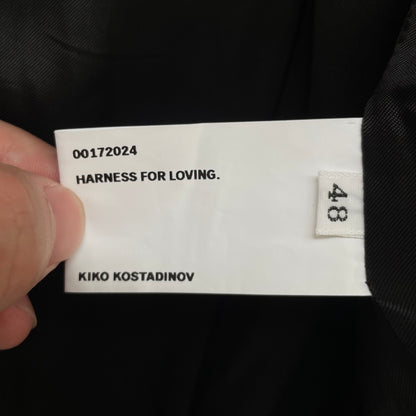 00172024
HARNESS FOR LOVING.
48
KIKO KOSTADINOV